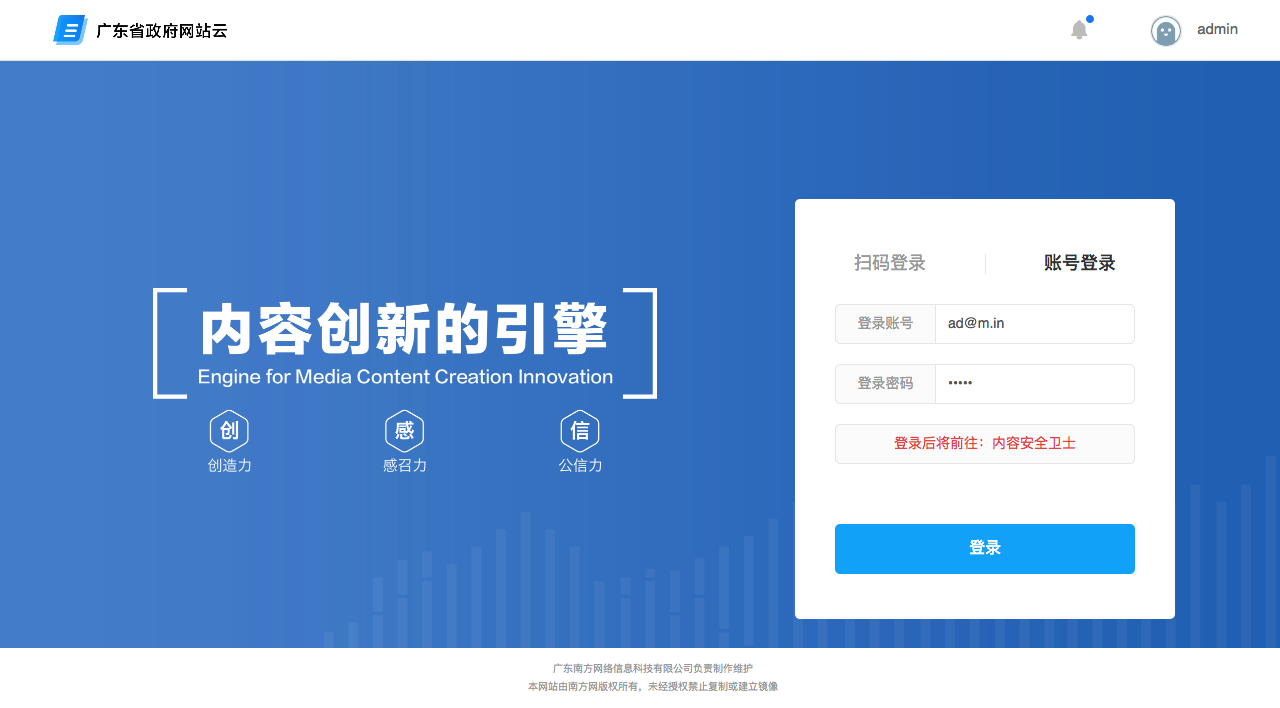 广东省政府网站云
admin
扫码登录
账号登录
登录账号
ad@m.in
登录密码
•••••
登录后将前往：内容安全卫士
登录
内容创新的引擎
Engine for Media Content Creation Innovation
创
感
信
创造力
感召力
公信力
广东南方网络信息科技有限公司负责制作维护
本网站由南方网版权所有，未经授权禁止复制或建立镜像